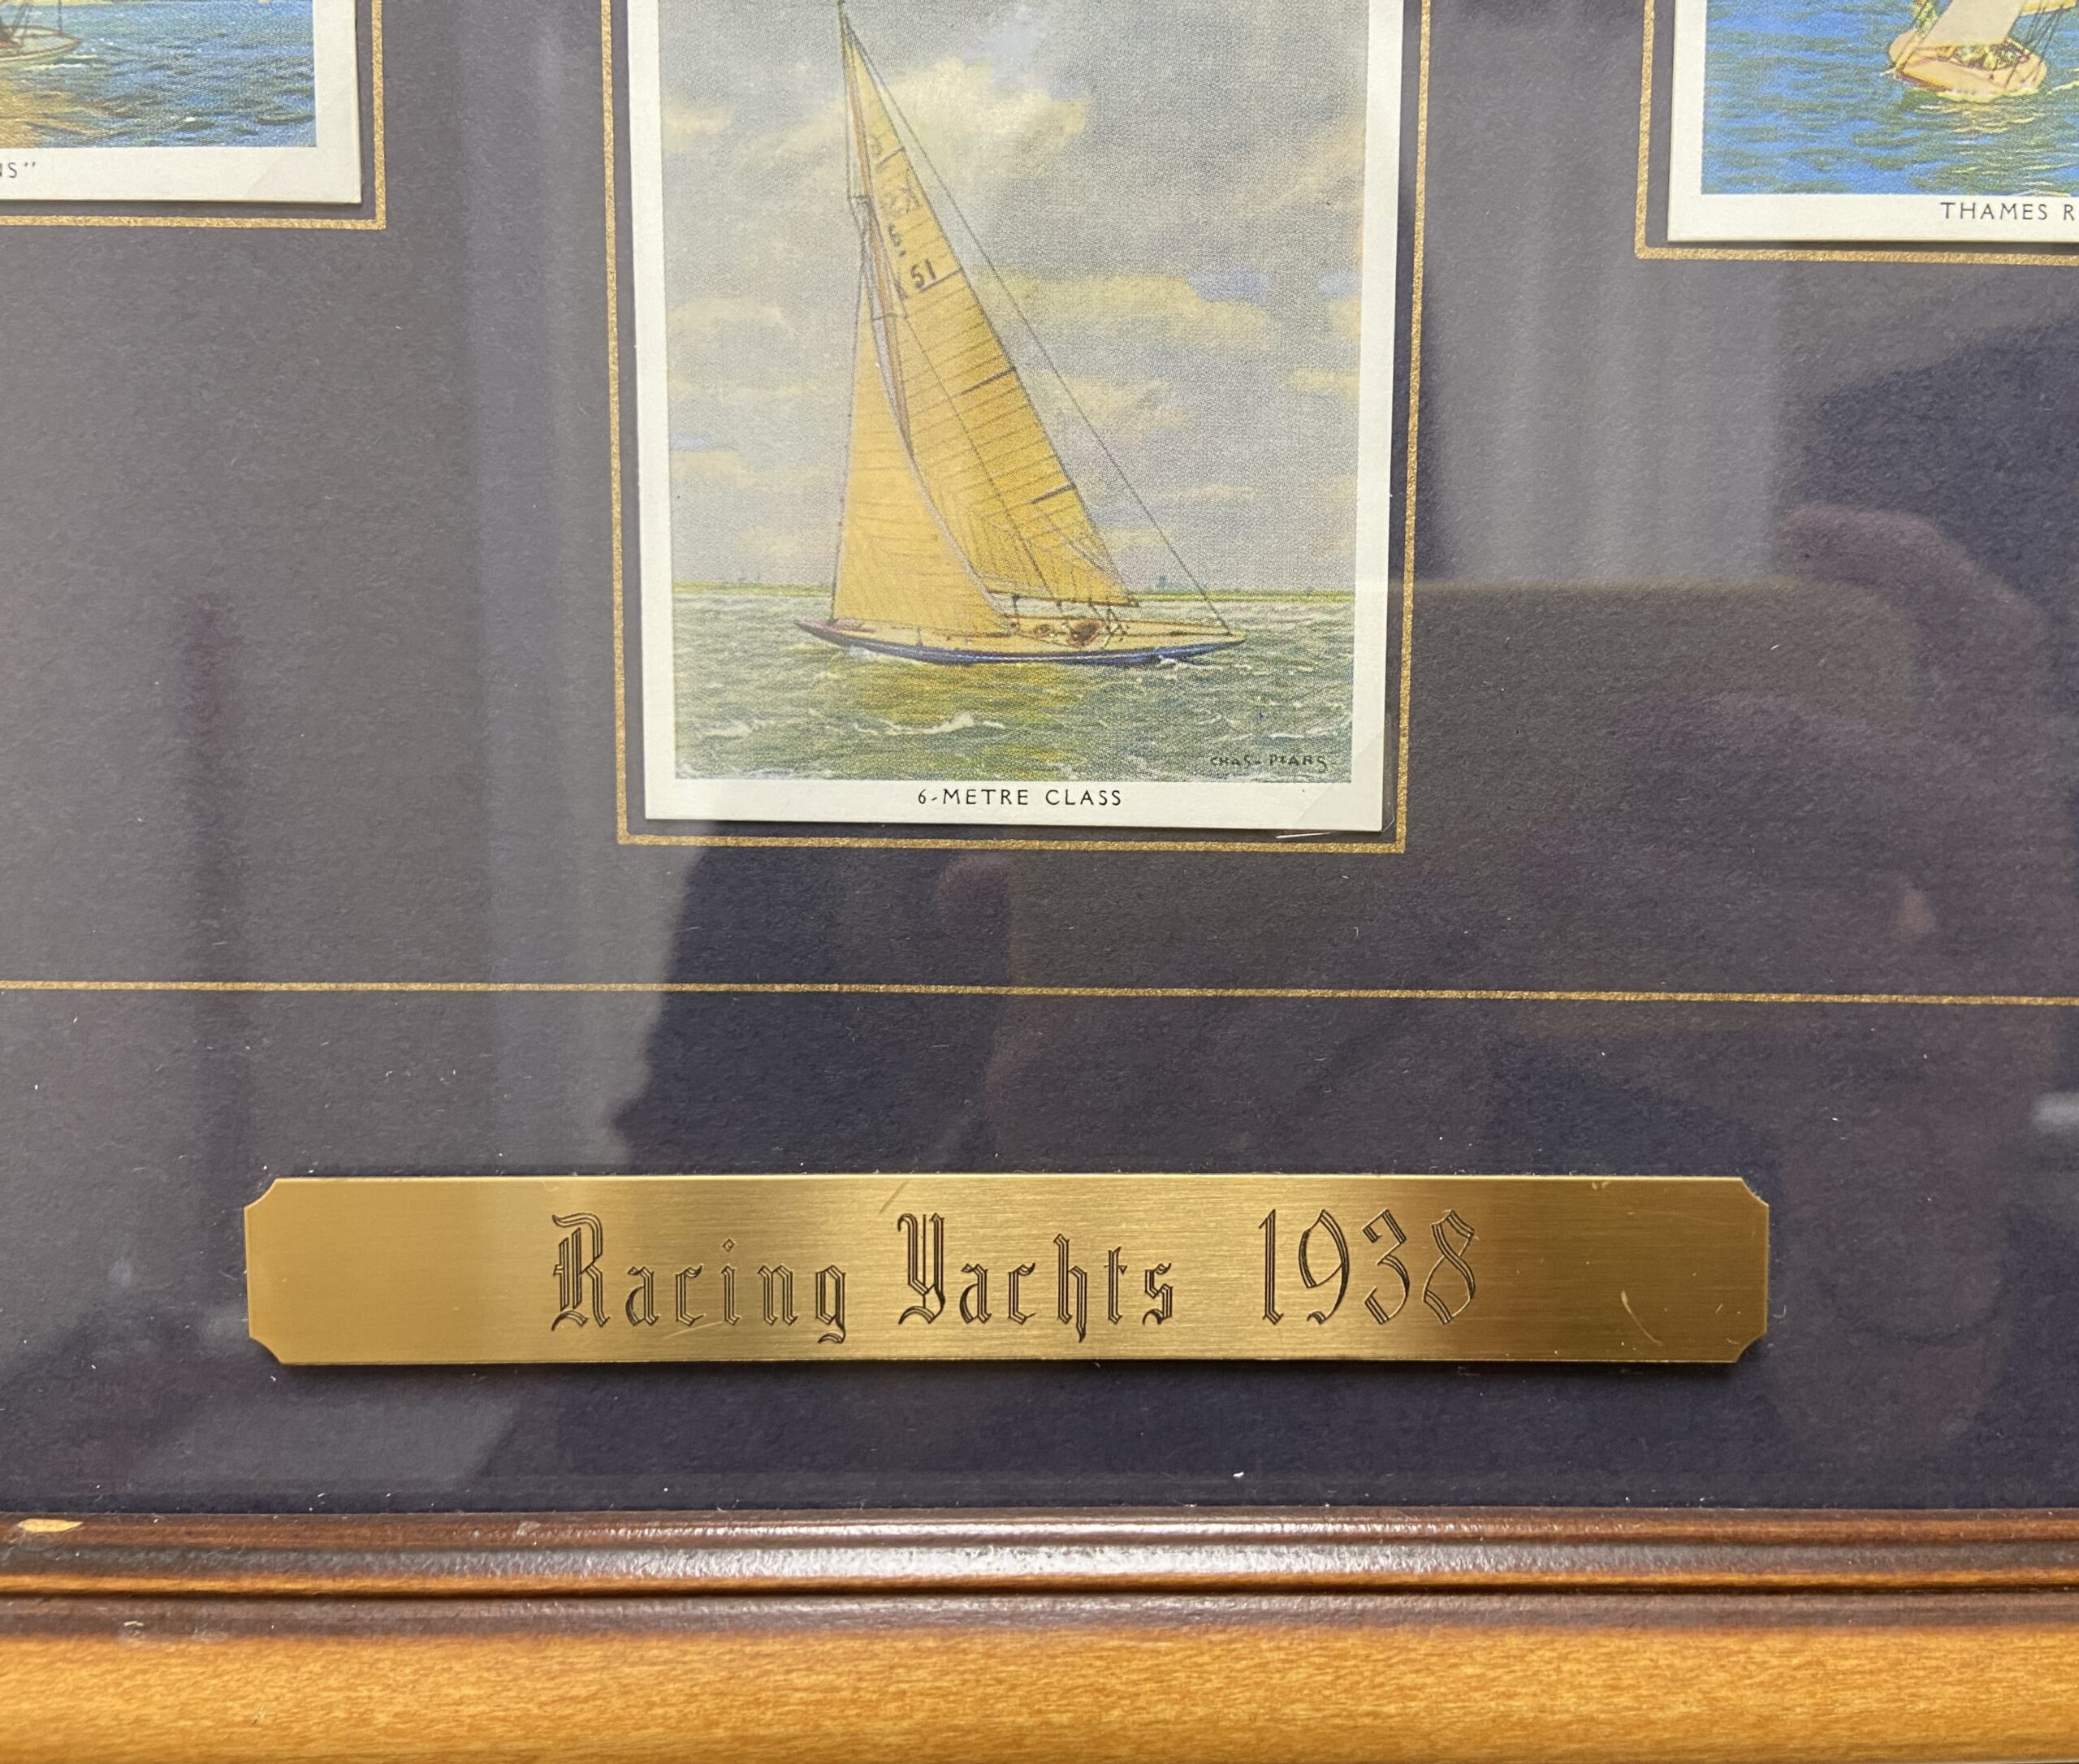 51
CHAS. PEARS.
6-METRE CLASS
THAMES R
Racing Yachts 1938